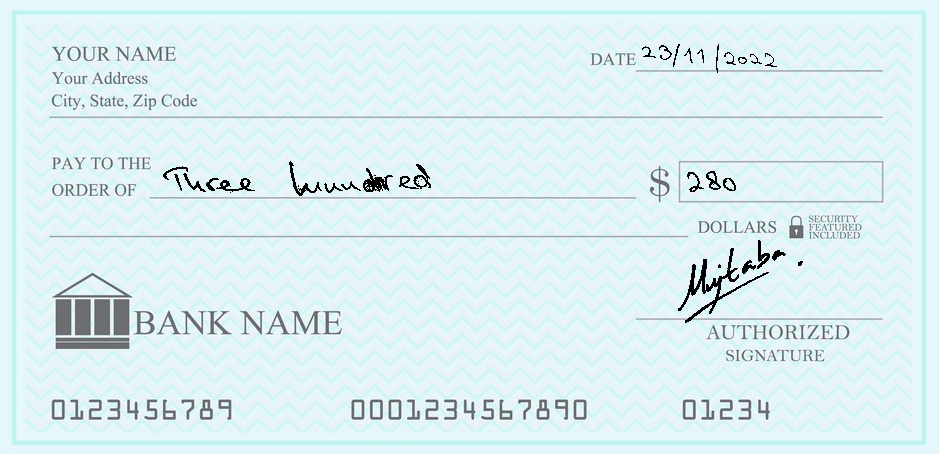 YOUR NAME
DATE 23/11/2022
Your Address
City, State, Zip Code
PAY TO THE
ORDER OF Three hundred $ 280
DOLLARS SECURITY FEATURED INCLUDED
Mujtaba.
BANK NAME
AUTHORIZED
SIGNATURE
0123456789 0001234567890 01234